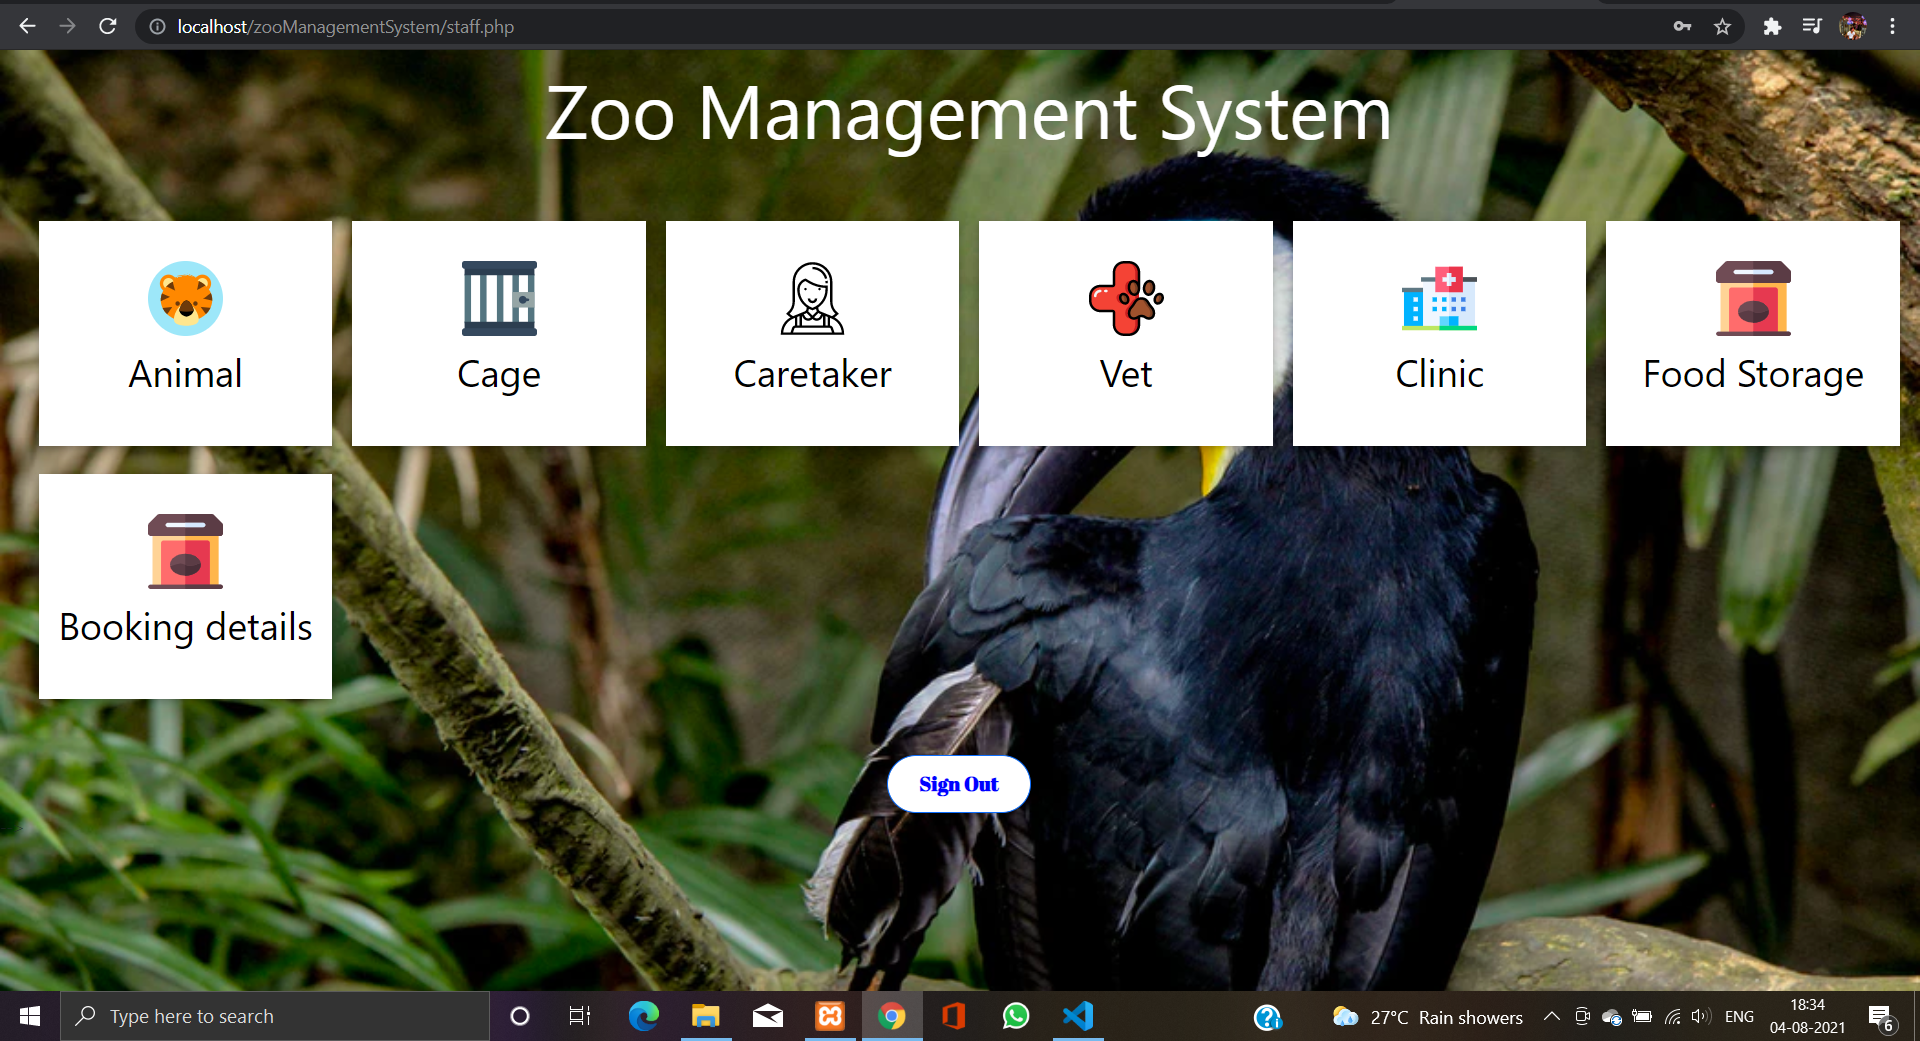 localhost/zooManagementSystem/staff.php
Zoo Management System
Animal
Cage
Caretaker
Vet
Clinic
Food Storage
Booking details
Sign Out
Type here to search
27°C Rain showers
ENG
18:34
04-08-2021
6